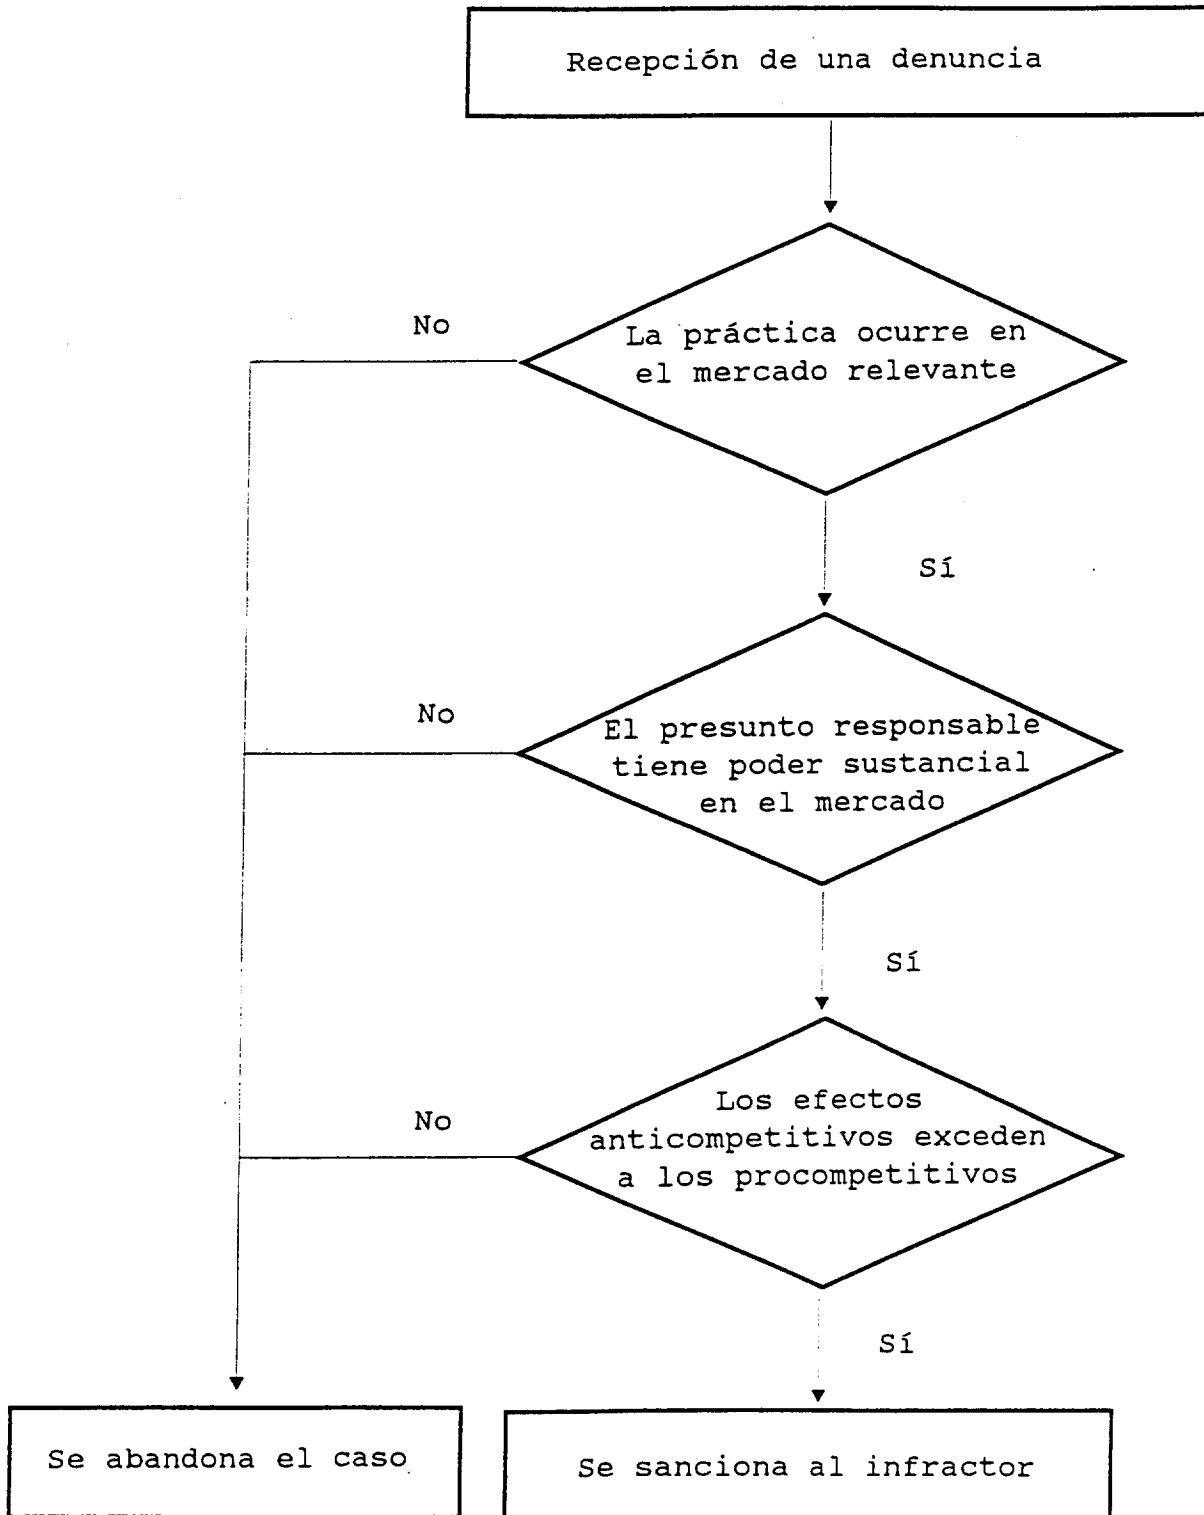 Recepción de una denuncia
No
La práctica ocurre en
el mercado relevante
Sí
No
El presunto responsable
tiene poder sustancial
en el mercado
Sí
No
Los efectos
anticompetitivos exceden
a los procompetitivos
Sí
Se abandona el caso
Se sanciona al infractor